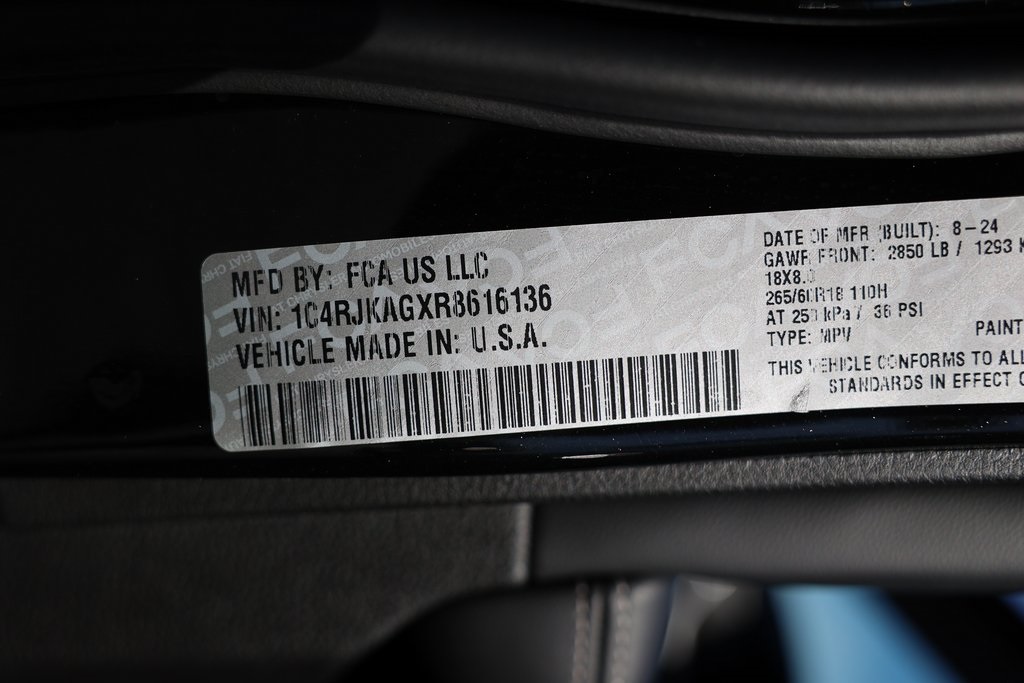 MFD BY: FCA US LLC
VIN: 1C4RJKAGXR8616136
VEHICLE MADE IN: U.S.A.
DATE OF MFR (BUILT): 8-24
GAWR FRONT: 2850 LB / 1293 K
18X8.0
265/60R18 110H
AT 250 kPa / 36 PSI
TYPE: MPV
PAINT
THIS VEHICLE CONFORMS TO ALL
STANDARDS IN EFFECT O